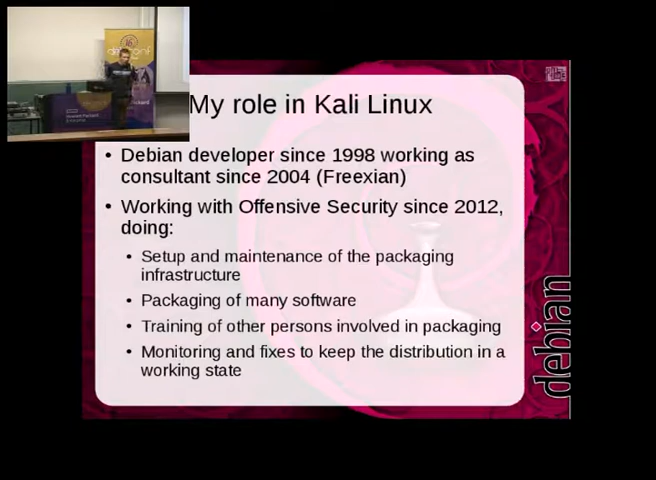 My role in Kali Linux
Debian developer since 1998 working as
consultant since 2004 (Freexian)
Working with Offensive Security since 2012,
doing:
Setup and maintenance of the packaging
infrastructure
Packaging of many software
Training of other persons involved in packaging
Monitoring and fixes to keep the distribution in a
working state
debian